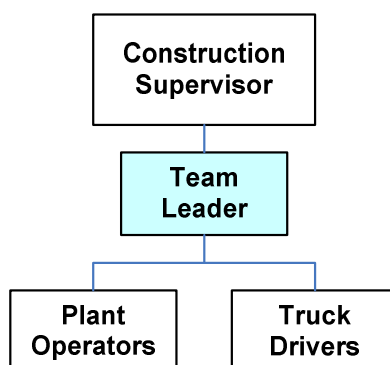 Construction
Supervisor
Team
Leader
Plant
Operators
Truck
Drivers